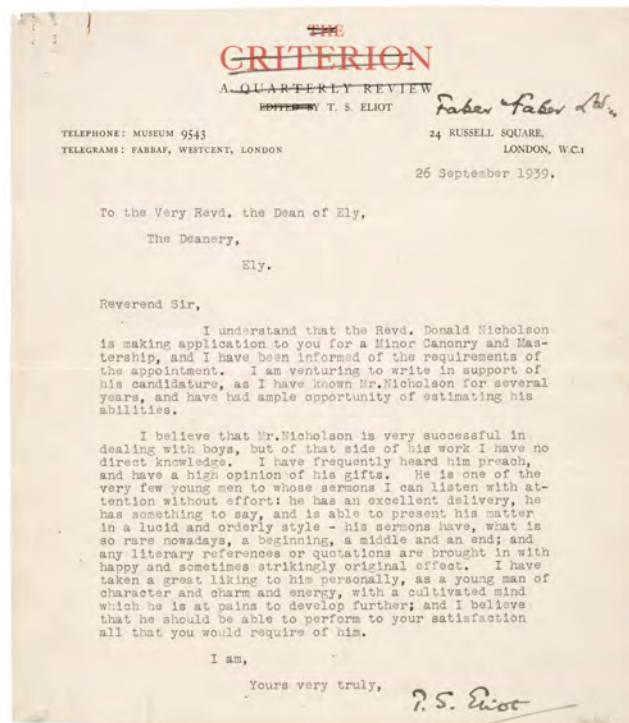 THE
CRITERION
A QUARTERLY REVIEW
EDITED BY T. S. ELIOT
Faber & Faber Ltd.,
TELEPHONE: MUSEUM 9543
24 RUSSELL SQUARE,
TELEGRAMS: FABBAF, WESTCENT, LONDON
LONDON, W.C.1
26 September 1939.
To the Very Revd. the Dean of Ely,
The Deanery,
Ely.
Reverend Sir,
I understand that the Revd. Donald Nicholson
is making application to you for a Minor Canonry and Mas-
tership, and I have been informed of the requirements of
the appointment. I am venturing to write in support of
his candidature, as I have known Mr.Nicholson for several
years, and have had ample opportunity of estimating his
abilities.
I believe that Mr.Nicholson is very successful in
dealing with boys, but of that side of his work I have no
direct knowledge. I have frequently heard him preach,
and have a high opinion of his gifts. He is one of the
very few young men to whose sermons I can listen with at-
tention without effort: he has an excellent delivery, he
has something to say, and is able to present his matter
in a lucid and orderly style - his sermons have, what is
so rare nowadays, a beginning, a middle and an end; and
any literary references or quotations are brought in with
happy and sometimes strikingly original effect. I have
taken a great liking to him personally, as a young man of
character and charm and energy, with a cultivated mind
which he is at pains to develop further; and I believe
that he should be able to perform to your satisfaction
all that you would require of him.
I am,
Yours very truly,
T. S. Eliot